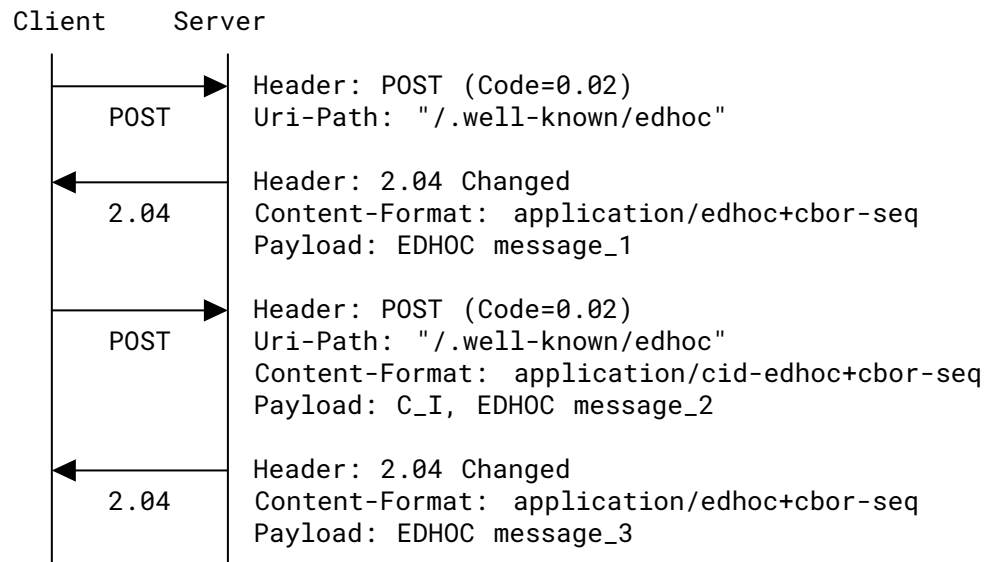 Client Server
Header: POST (Code=0.02)
POST Uri-Path: "/.well-known/edhoc"
Header: 2.04 Changed
2.04 Content-Format: application/edhoc+cbor-seq
Payload: EDHOC message_1
Header: POST (Code=0.02)
POST Uri-Path: "/.well-known/edhoc"
Content-Format: application/cid-edhoc+cbor-seq
Payload: C_I, EDHOC message_2
Header: 2.04 Changed
2.04 Content-Format: application/edhoc+cbor-seq
Payload: EDHOC message_3